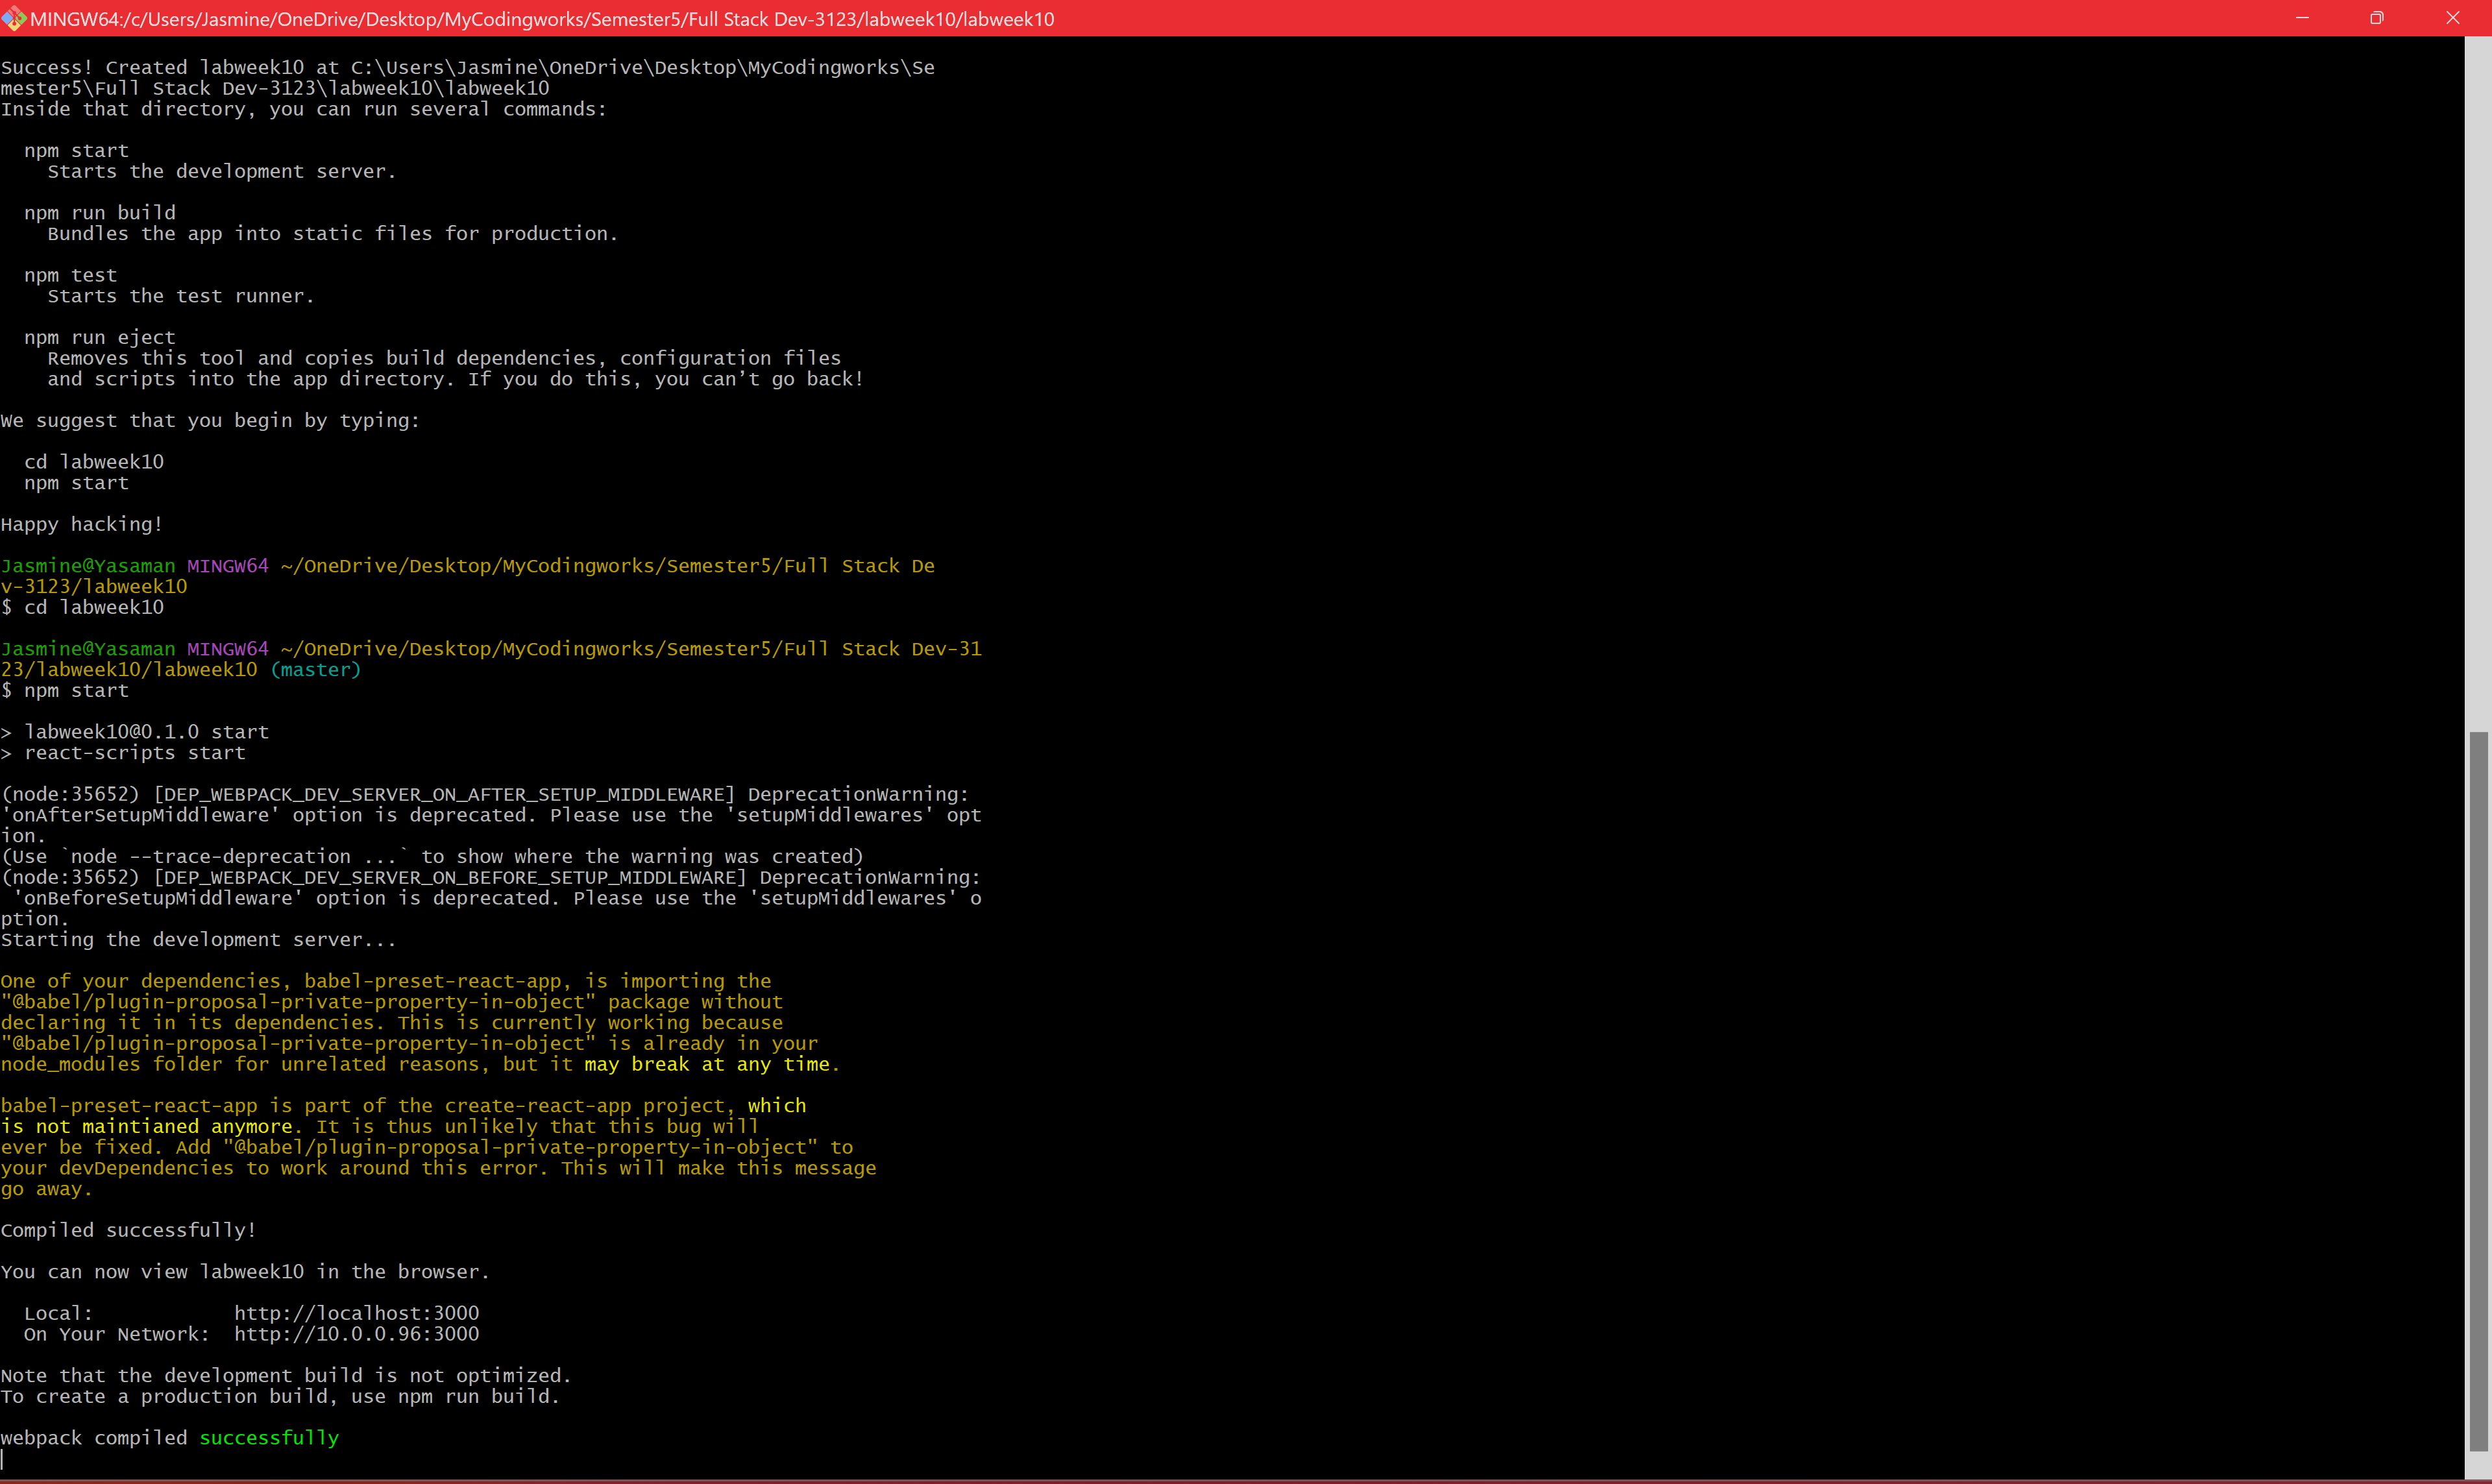 MINGW64:/c/Users/Jasmine/OneDrive/Desktop/MyCodingworks/Semester5/Full Stack Dev-3123/labweek10/labweek10
Success! Created labweek10 at C:\Users\Jasmine\OneDrive\Desktop\MyCodingworks\Se
mester5\Full Stack Dev-3123\labweek10\labweek10
Inside that directory, you can run several commands:
npm start
Starts the development server.
npm run build
Bundles the app into static files for production.
npm test
Starts the test runner.
npm run eject
Removes this tool and copies build dependencies, configuration files
and scripts into the app directory. If you do this, you can’t go back!
We suggest that you begin by typing:
cd labweek10
npm start
Happy hacking!
Jasmine@Yasaman MINGW64 ~/OneDrive/Desktop/MyCodingworks/Semester5/Full Stack De
v-3123/labweek10
$ cd labweek10
Jasmine@Yasaman MINGW64 ~/OneDrive/Desktop/MyCodingworks/Semester5/Full Stack Dev-31
23/labweek10/labweek10 (master)
$ npm start
> labweek10@0.1.0 start
> react-scripts start
(node:35652) [DEP_WEBPACK_DEV_SERVER_ON_AFTER_SETUP_MIDDLEWARE] DeprecationWarning:
'onAfterSetupMiddleware' option is deprecated. Please use the 'setupMiddlewares' opt
ion.
(Use `node --trace-deprecation ...` to show where the warning was created)
(node:35652) [DEP_WEBPACK_DEV_SERVER_ON_BEFORE_SETUP_MIDDLEWARE] DeprecationWarning:
'onBeforeSetupMiddleware' option is deprecated. Please use the 'setupMiddlewares' o
ption.
Starting the development server...
One of your dependencies, babel-preset-react-app, is importing the
"@babel/plugin-proposal-private-property-in-object" package without
declaring it in its dependencies. This is currently working because
"@babel/plugin-proposal-private-property-in-object" is already in your
node_modules folder for unrelated reasons, but it may break at any time.
babel-preset-react-app is part of the create-react-app project, which
is not maintianed anymore. It is thus unlikely that this bug will
ever be fixed. Add "@babel/plugin-proposal-private-property-in-object" to
your devDependencies to work around this error. This will make this message
go away.
Compiled successfully!
You can now view labweek10 in the browser.
Local: http://localhost:3000
On Your Network: http://10.0.0.96:3000
Note that the development build is not optimized.
To create a production build, use npm run build.
webpack compiled successfully